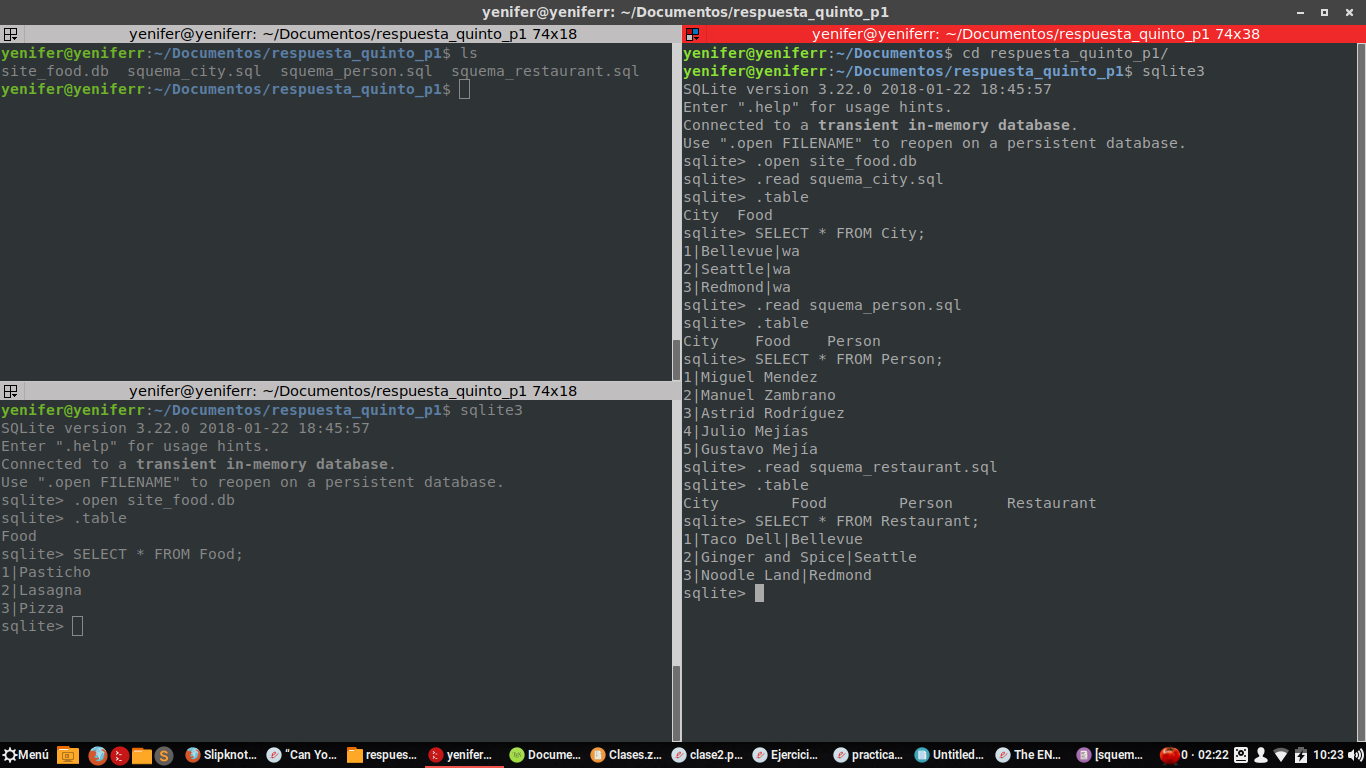 yenifer@yeniferr: ~/Documentos/respuesta_quinto_p1
yenifer@yeniferr: ~/Documentos/respuesta_quinto_p1 74x18
yenifer@yeniferr:~/Documentos/respuesta_quinto_p1$ ls
site_food.db  squema_city.sql  squema_person.sql  squema_restaurant.sql
yenifer@yeniferr:~/Documentos/respuesta_quinto_p1$
yenifer@yeniferr: ~/Documentos/respuesta_quinto_p1 74x18
yenifer@yeniferr:~/Documentos/respuesta_quinto_p1$ sqlite3
SQLite version 3.22.0 2018-01-22 18:45:57
Enter ".help" for usage hints.
Connected to a transient in-memory database.
Use ".open FILENAME" to reopen on a persistent database.
sqlite> .open site_food.db
sqlite> .table
Food
sqlite> SELECT * FROM Food;
1|Pasticho
2|Lasagna
3|Pizza
sqlite>
yenifer@yeniferr: ~/Documentos/respuesta_quinto_p1 74x38
yenifer@yeniferr:~/Documentos$ cd respuesta_quinto_p1/
yenifer@yeniferr:~/Documentos/respuesta_quinto_p1$ sqlite3
SQLite version 3.22.0 2018-01-22 18:45:57
Enter ".help" for usage hints.
Connected to a transient in-memory database.
Use ".open FILENAME" to reopen on a persistent database.
sqlite> .open site_food.db
sqlite> .read squema_city.sql
sqlite> .table
City  Food
sqlite> SELECT * FROM City;
1|Bellevue|wa
2|Seattle|wa
3|Redmond|wa
sqlite> .read squema_person.sql
sqlite> .table
City    Food    Person
sqlite> SELECT * FROM Person;
1|Miguel Mendez
2|Manuel Zambrano
3|Astrid Rodríguez
4|Julio Mejías
5|Gustavo Mejía
sqlite> .read squema_restaurant.sql
sqlite> .table
City        Food        Person      Restaurant
sqlite> SELECT * FROM Restaurant;
1|Taco Dell|Bellevue
2|Ginger and Spice|Seattle
3|Noodle Land|Redmond
sqlite>
Menú S Slipknot... "Can Yo... respues... yenifer... Docume... Clases.z... clase2.p... Ejercici... practica... Untitled... The EN... [squem... 0 · 02:22 10:23